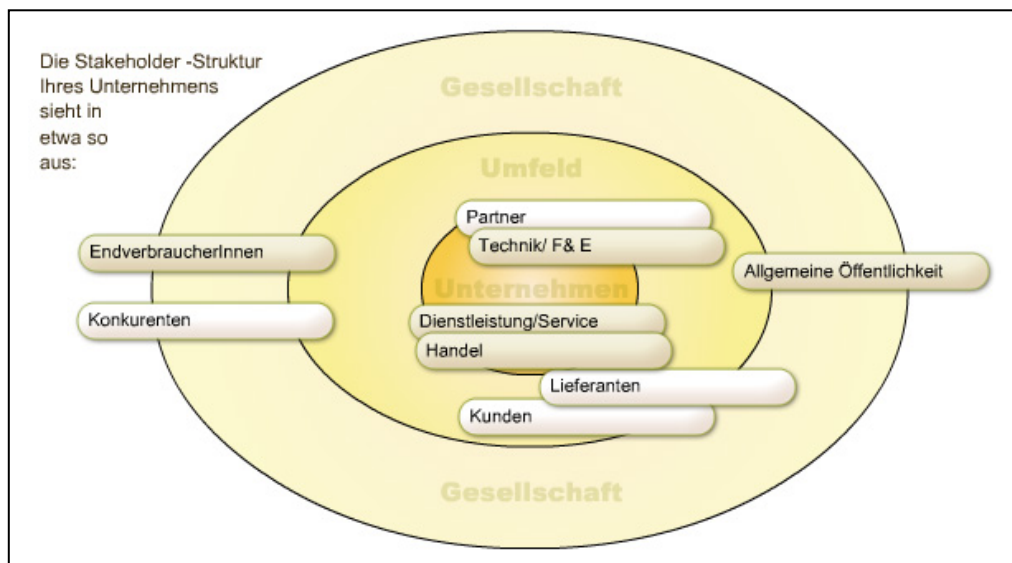 Die Stakeholder -Struktur
Ihres Unternehmens
sieht in
etwa so
aus:
Gesellschaft
Umfeld
Partner
Technik/ F& E
EndverbraucherInnen
Allgemeine Öffentlichkeit
Unternehmen
Konkurenten
Dienstleistung/Service
Handel
Lieferanten
Kunden
Gesellschaft